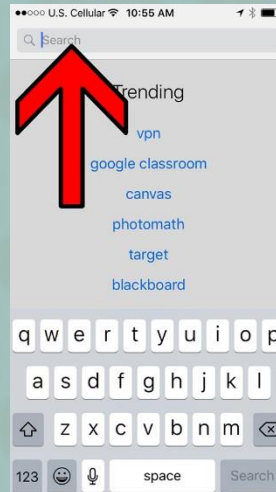 U.S. Cellular 10:55 AM
Search
Trending
vpn
google classroom
canvas
photomath
target
blackboard
q w e r t y u i o p
a s d f g h j k l
z x c v b n m
123 space Search